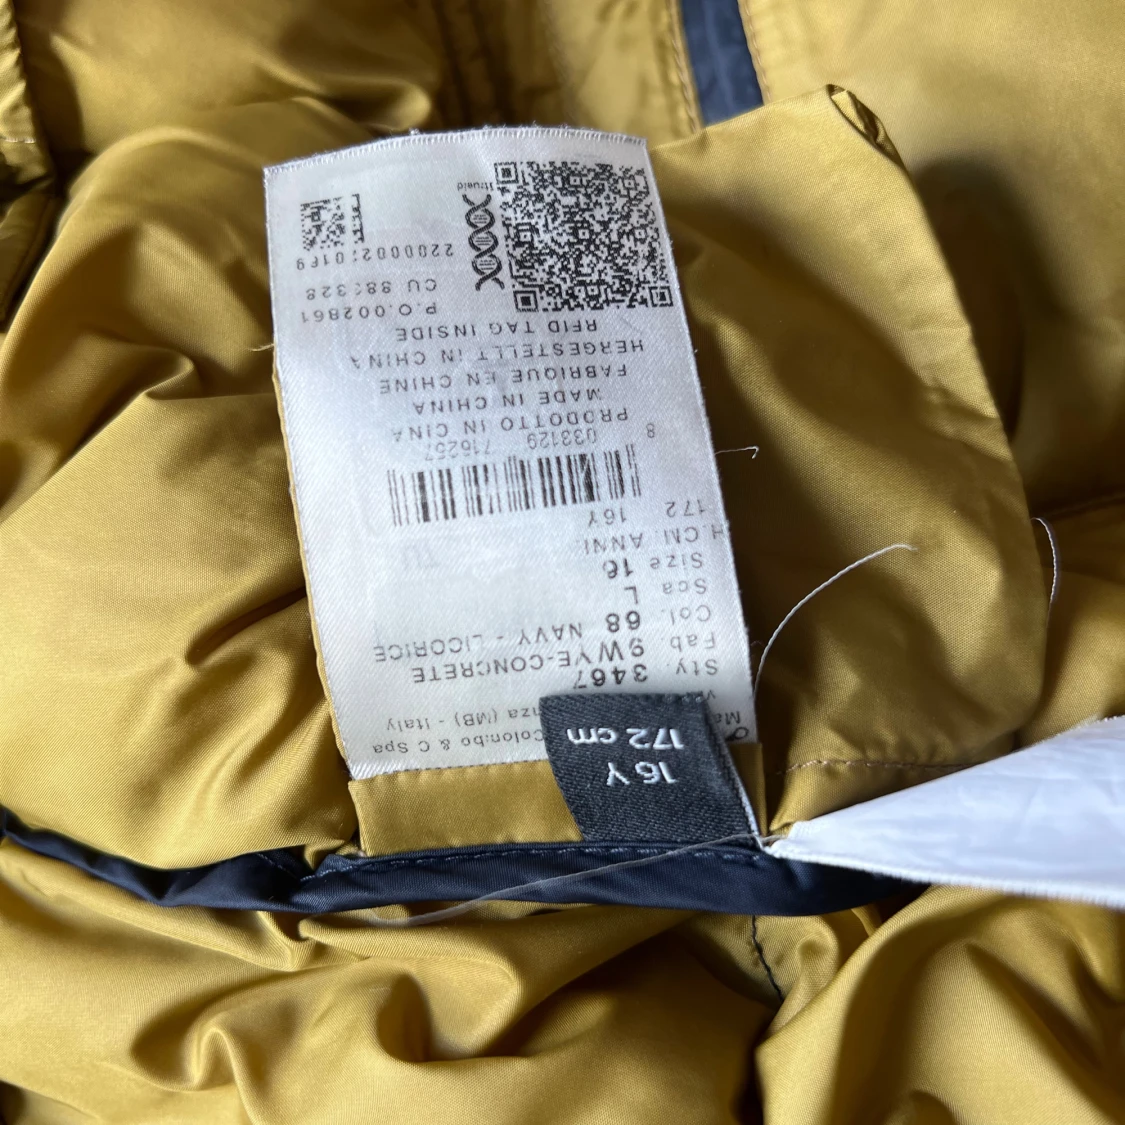 Ma
Colombo & C Spa
nza (MB) - Italy
Sty. 3467
Fab. 9WYE-CONCRETE
Col. 68 NAVY - LICORICE
Sca L
Size 16
H.CM. ANNI.
172 16Y
8 033129 716257
PRODOTTO IN CINA
MADE IN CHINA
FABRIQUE EN CHINE
HERGESTELLT IN CHINA
RFID TAG INSIDE
P.O.002861
16 Y
172 cm